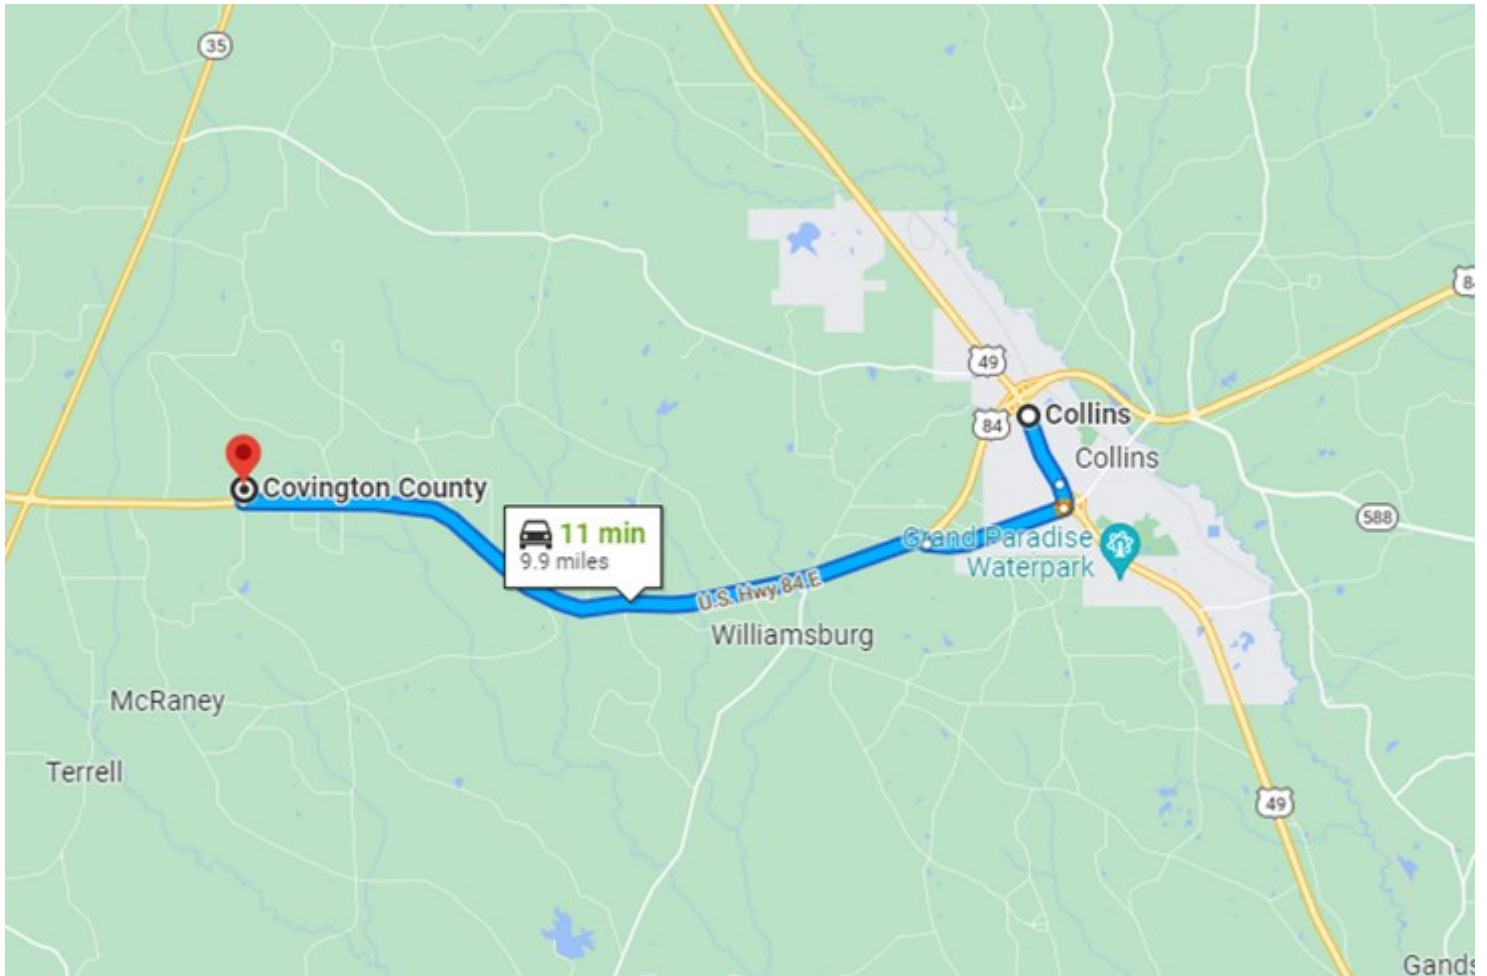 35
84
49
Collins
84
Collins
Covington County
588
11 min
9.9 miles
Grand Paradise
Waterpark
U.S. Hwy 84 E
Williamsburg
McRaney
Terrell
49